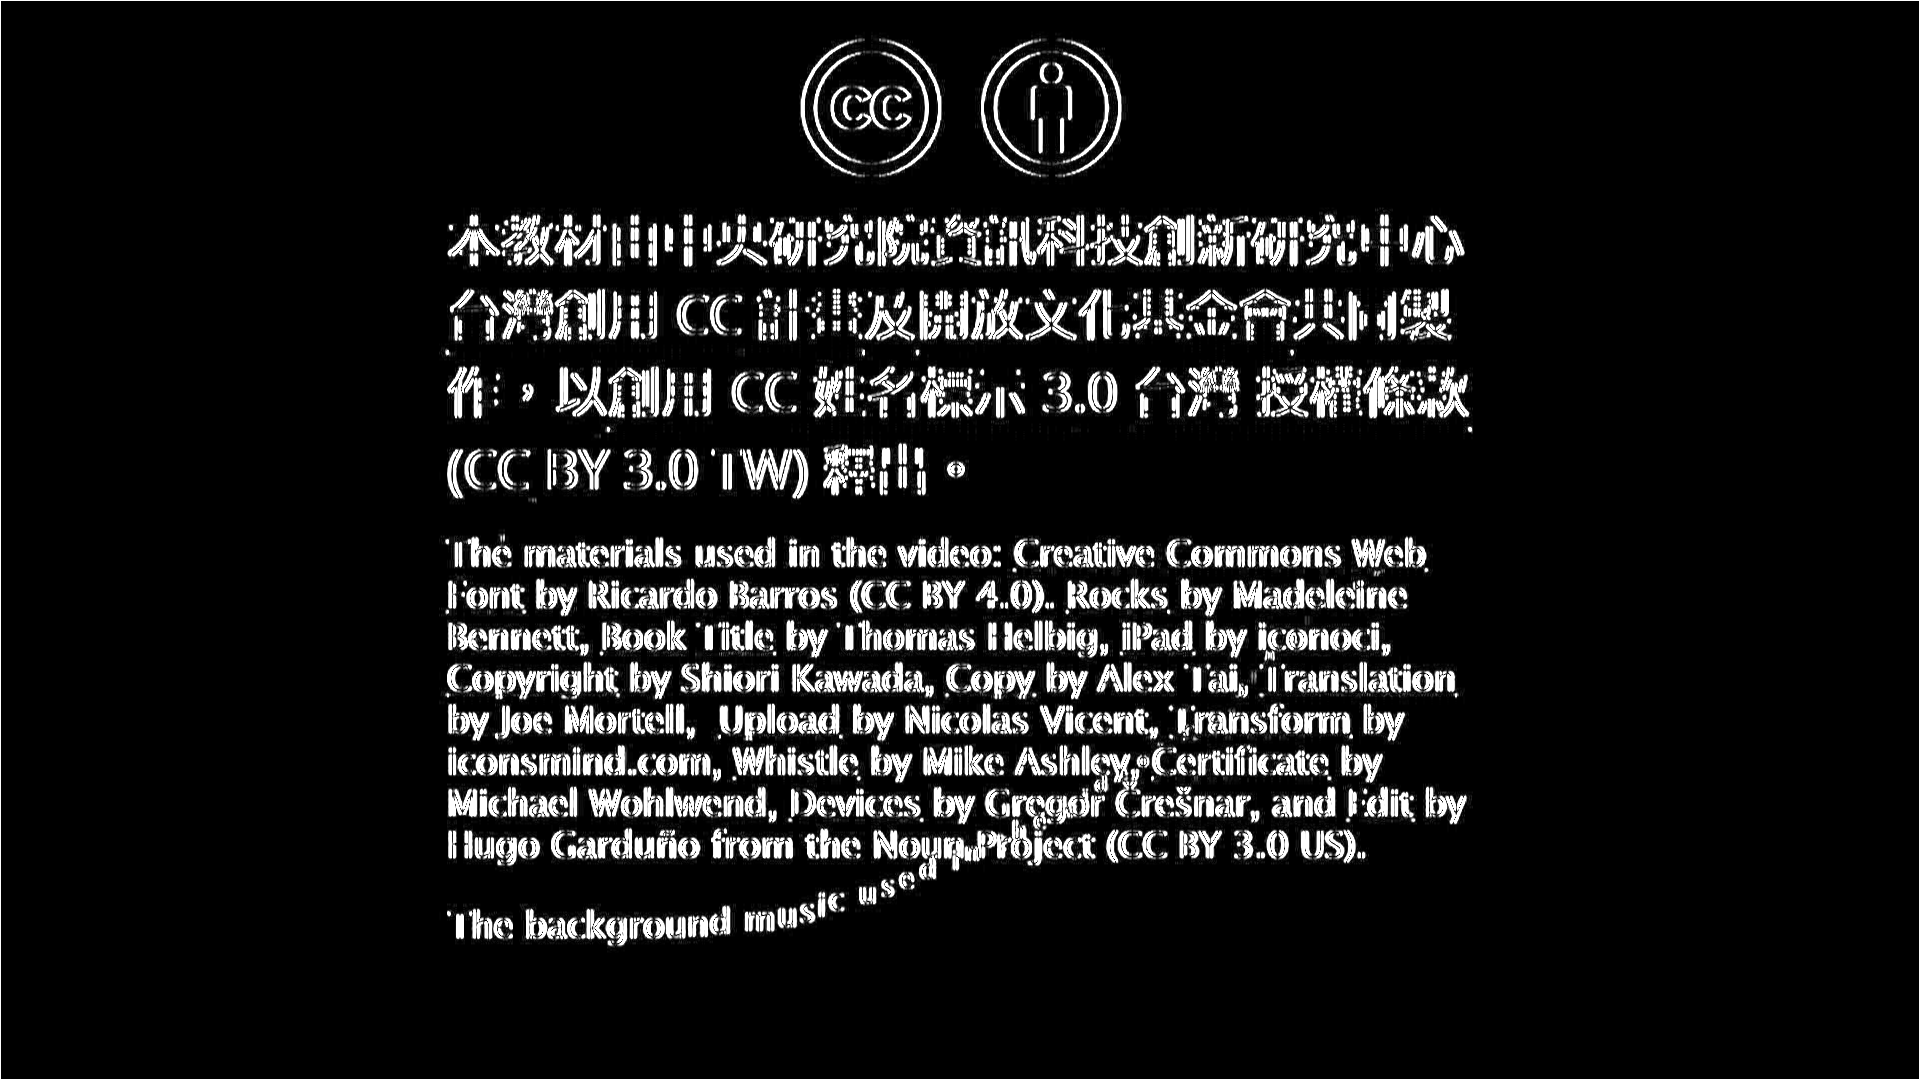 CC
本教材由中央研究院資訊科技創新研究中心
台灣創用 CC 計畫及開放文化基金會共同製
作，以創用 CC 姓名標示 3.0 台灣 授權條款
(CC BY 3.0 TW) 釋出。
The materials used in the video: Creative Commons Web
Font by Ricardo Barros (CC BY 4.0). Rocks by Madeleine
Bennett, Book Title by Thomas Helbig, iPad by iconoci,
Copyright by Shiori Kawada, Copy by Alex Tai, Translation
by Joe Mortell, Upload by Nicolas Vicent, Transform by
iconsmind.com, Whistle by Mike Ashley, Certificate by
Michael Wohlwend, Devices by Gregor Črešnar, and Edit by
Hugo Garduño from the Noun Project (CC BY 3.0 US).
The background music used in